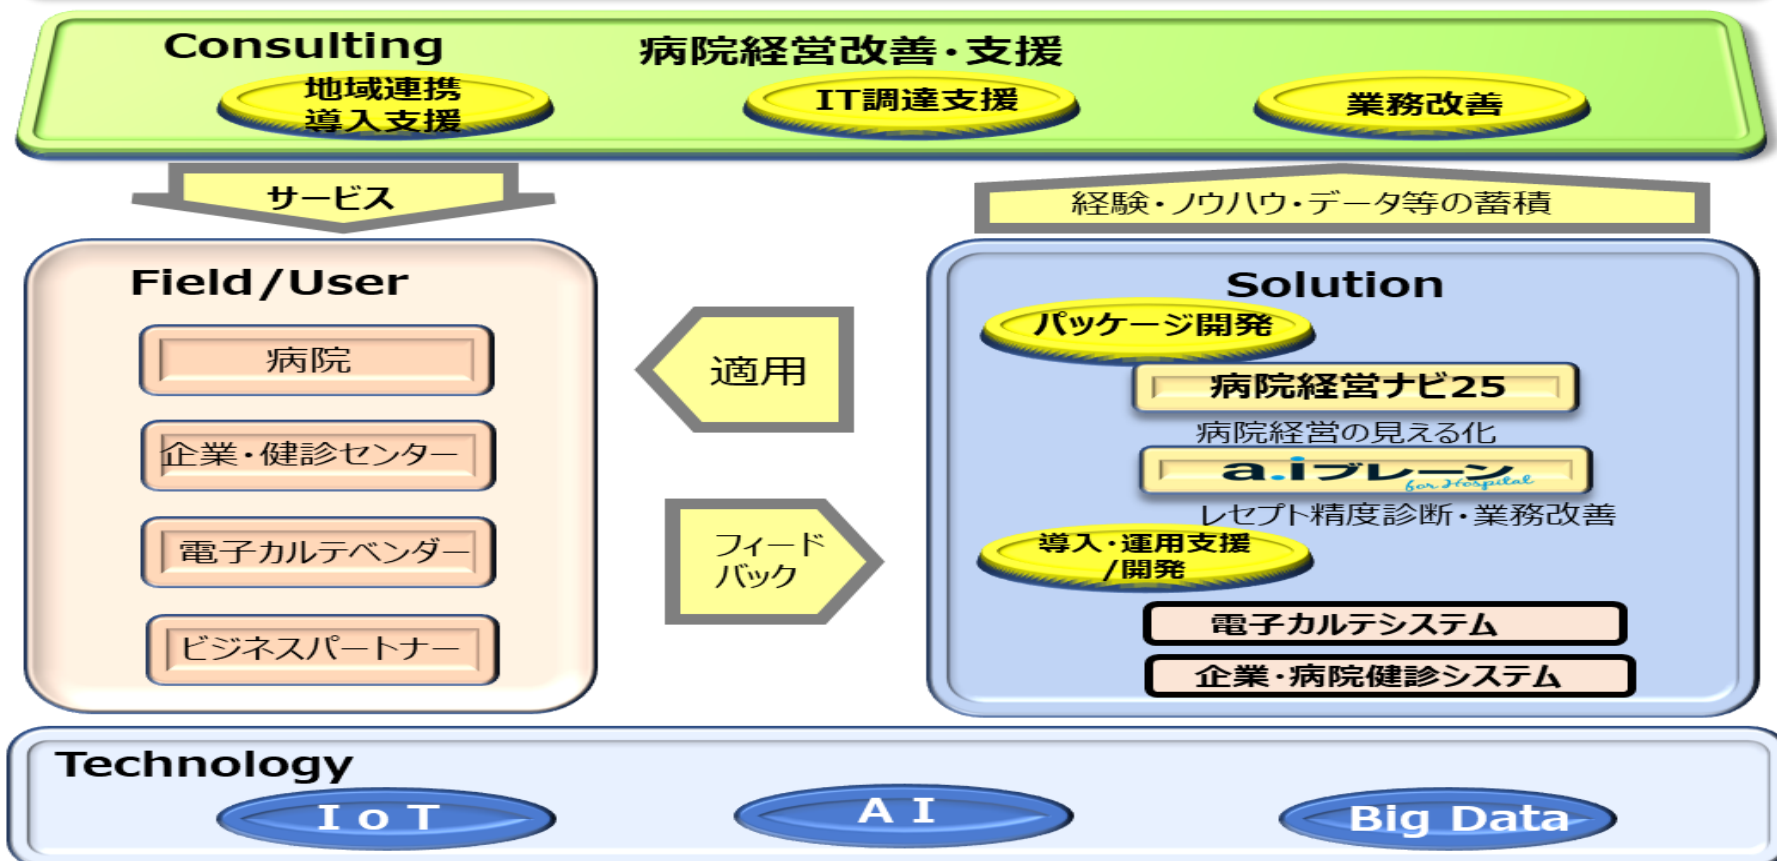 Consulting
病院経営改善・支援
地域連携
導入支援
IT調達支援
業務改善
サービス
経験・ノウハウ・データ等の蓄積
Field/User
病院
企業・健診センター
電子カルテベンダー
ビジネスパートナー
適用
フィード
バック
Solution
パッケージ開発
病院経営ナビ25
病院経営の見える化
a.iブレーン
for Hospital
レセプト精度診断・業務改善
導入・運用支援
/開発
電子カルテシステム
企業・病院健診システム
Technology
IoT
AI
Big Data